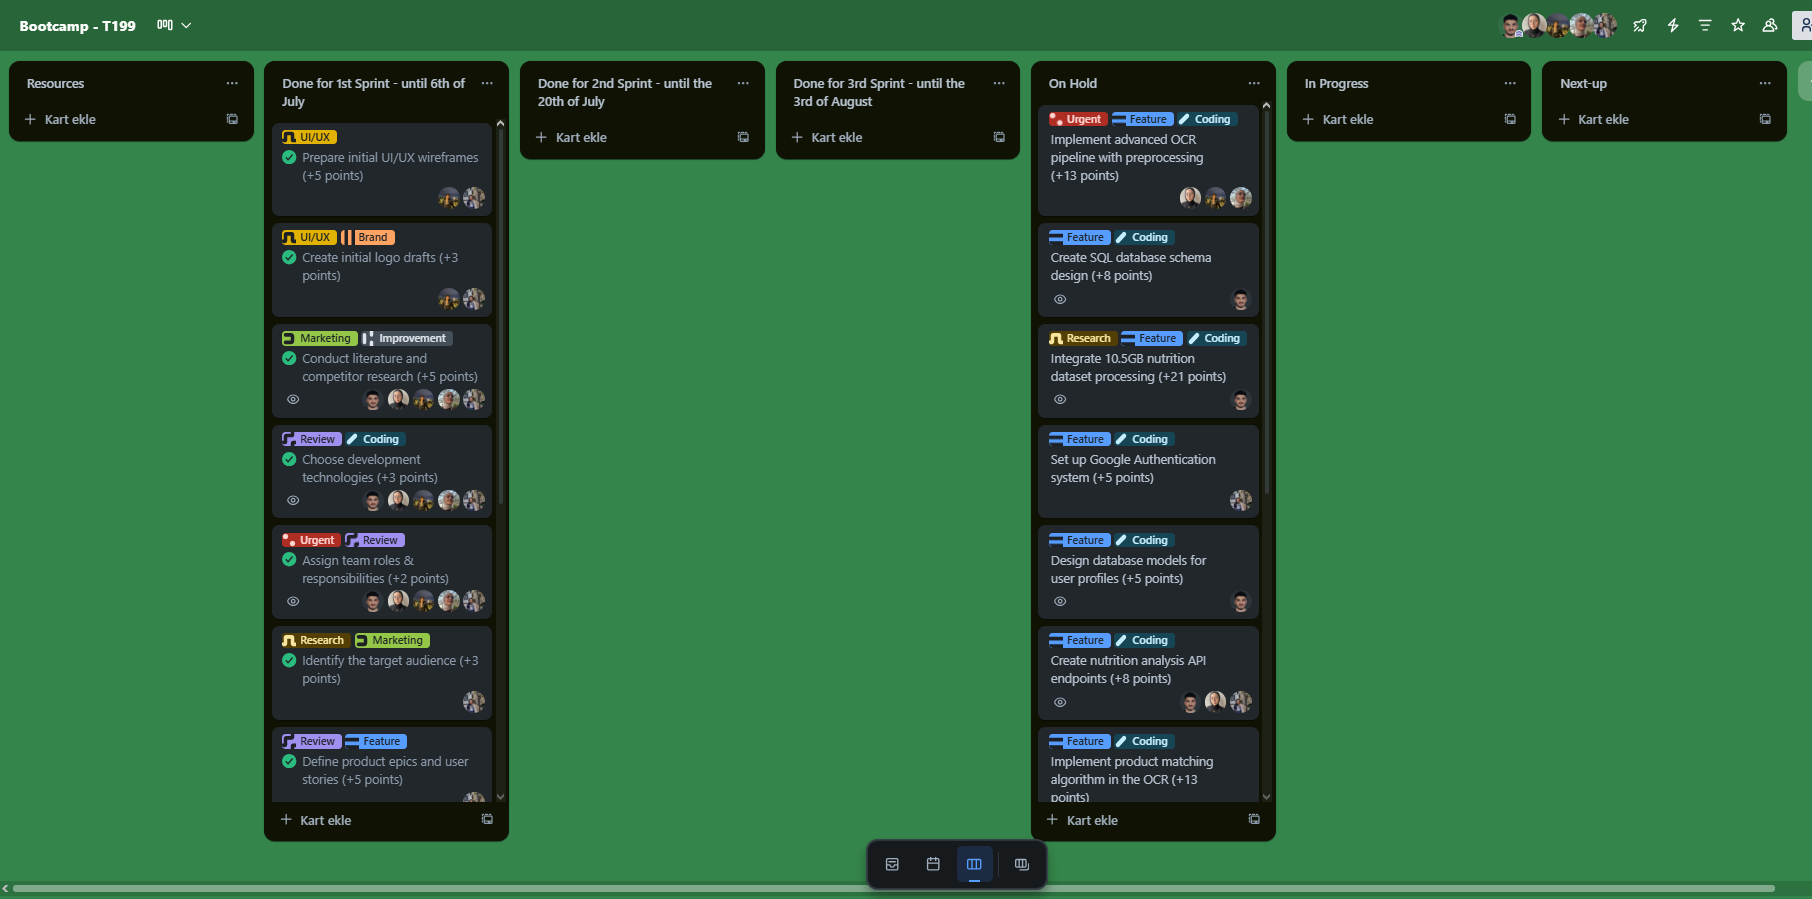 Bootcamp - T199
Resources
Kart ekle
Done for 1st Sprint - until 6th of
July
UI/UX
Prepare initial UI/UX wireframes
(+5 points)
UI/UX Brand
Create initial logo drafts (+3
points)
Marketing Improvement
Conduct literature and
competitor research (+5 points)
Review Coding
Choose development
technologies (+3 points)
Urgent Review
Assign team roles &
responsibilities (+2 points)
Research Marketing
Identify the target audience (+3
points)
Review Feature
Define product epics and user
stories (+5 points)
Kart ekle
Done for 2nd Sprint - until the
20th of July
Kart ekle
Done for 3rd Sprint - until the
3rd of August
Kart ekle
On Hold
Urgent Feature Coding
Implement advanced OCR
pipeline with preprocessing
(+13 points)
Feature Coding
Create SQL database schema
design (+8 points)
Research Feature Coding
Integrate 10.5GB nutrition
dataset processing (+21 points)
Feature Coding
Set up Google Authentication
system (+5 points)
Feature Coding
Design database models for
user profiles (+5 points)
Feature Coding
Create nutrition analysis API
endpoints (+8 points)
Feature Coding
Implement product matching
algorithm in the OCR (+13
points)
Kart ekle
In Progress
Kart ekle
Next-up
Kart ekle